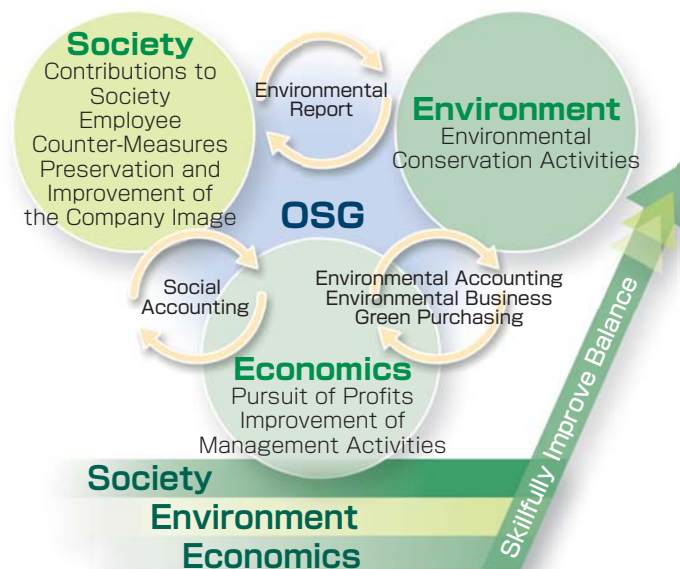 Society
Contributions to
Society
Employee
Counter-Measures
Preservation and
Improvement of
the Company Image
Environmental
Report
Environment
Environmental
Conservation Activities
OSG
Social
Accounting
Environmental Accounting
Environmental Business
Green Purchasing
Economics
Pursuit of Profits
Improvement of
Management Activities
Skillfully Improve Balance
Society
Environment
Economics